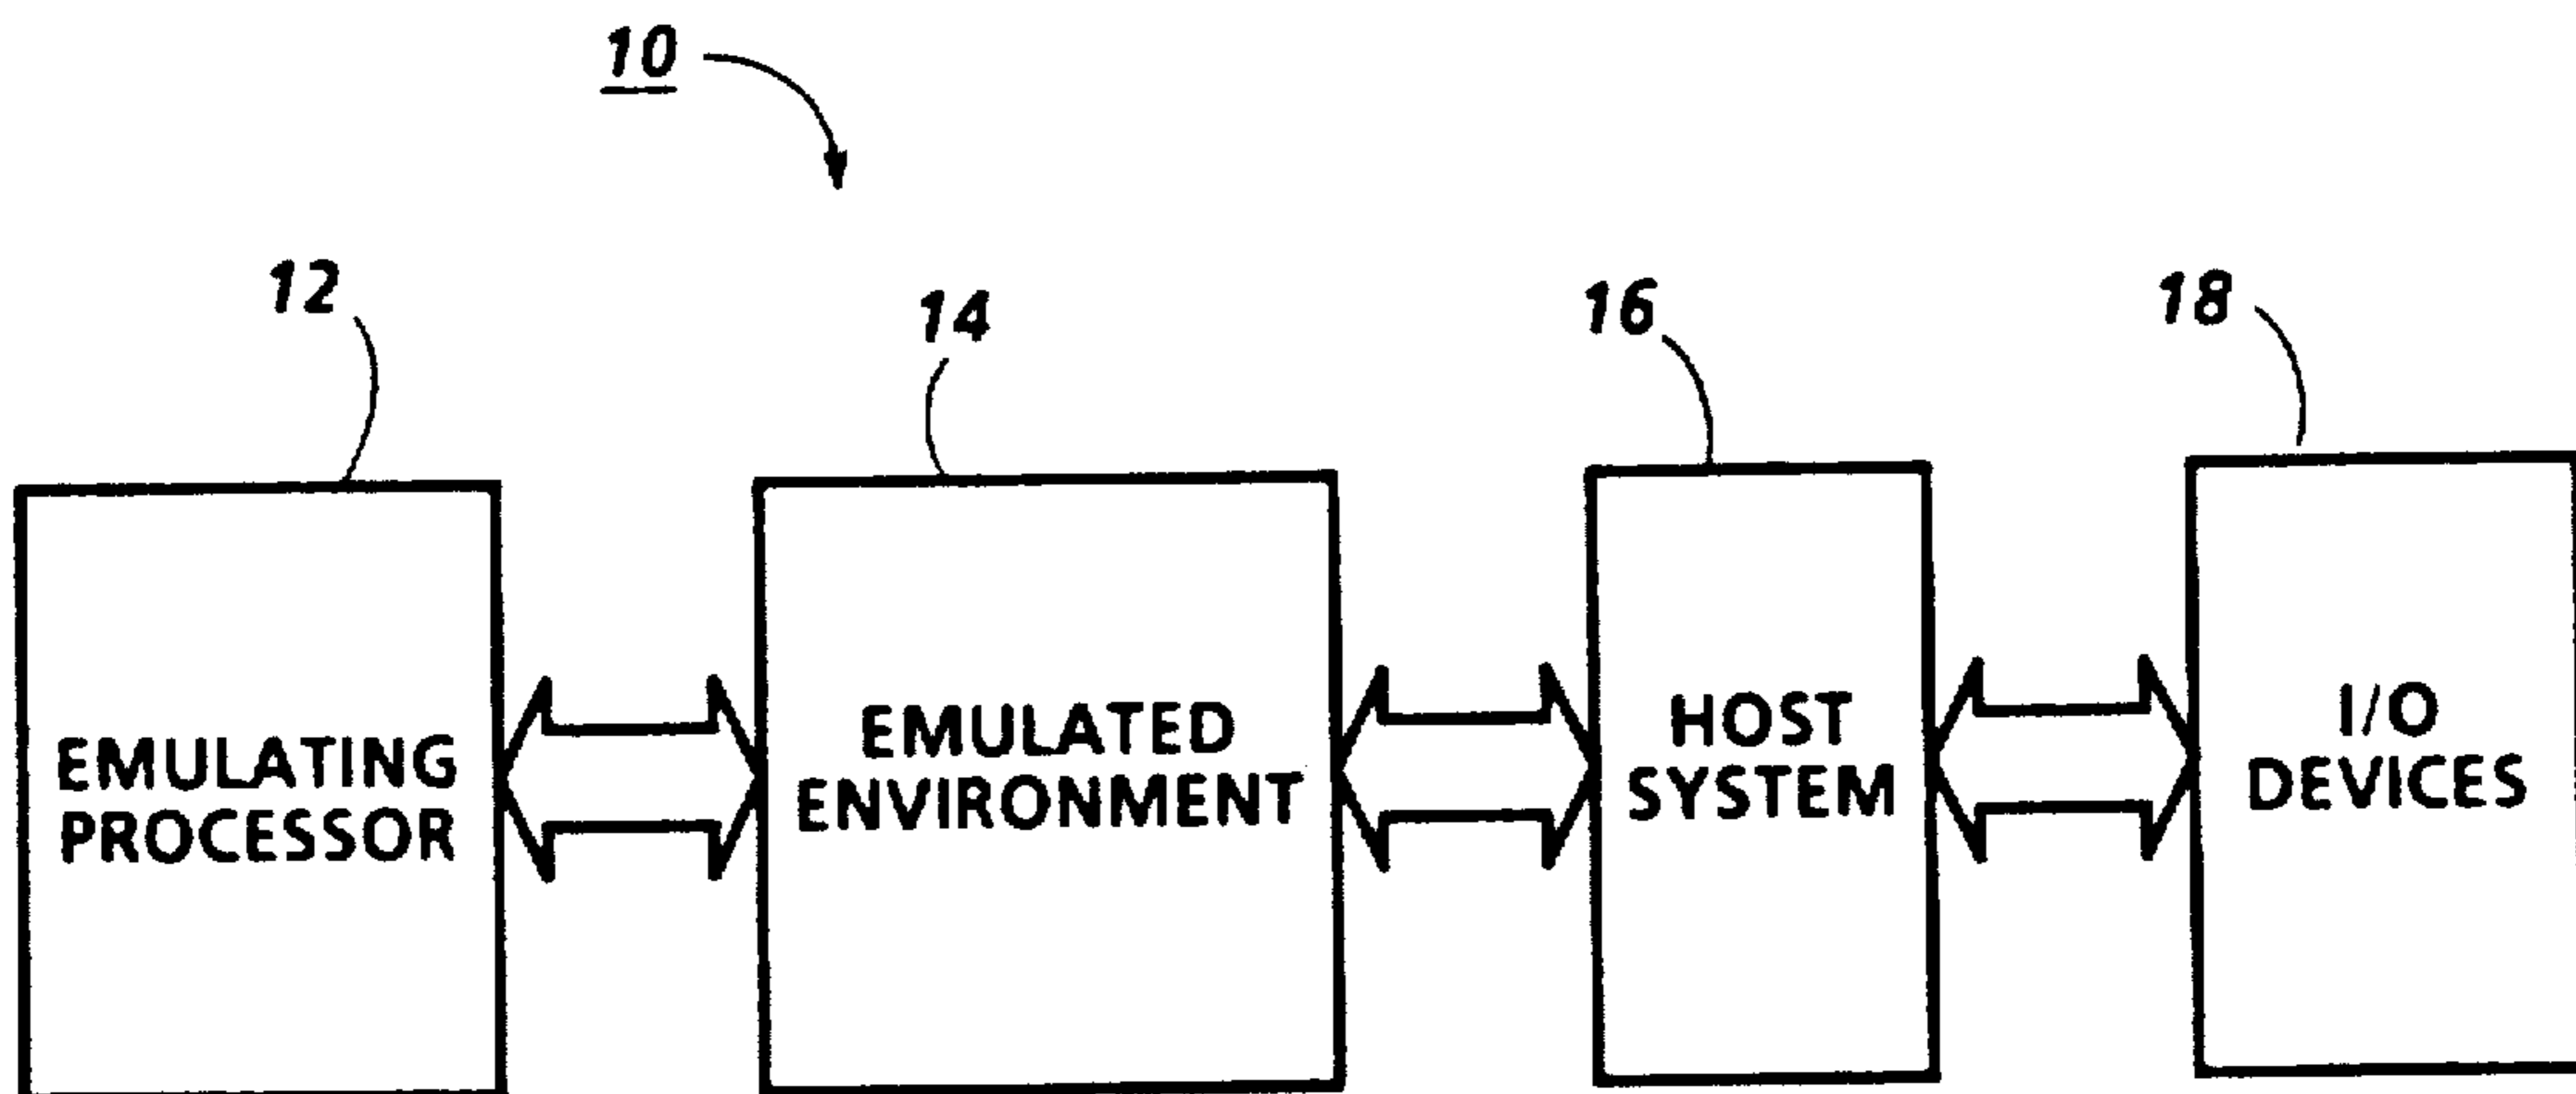 10
12
14
16
18
EMULATING
PROCESSOR
EMULATED
ENVIRONMENT
HOST
SYSTEM
I/O
DEVICES